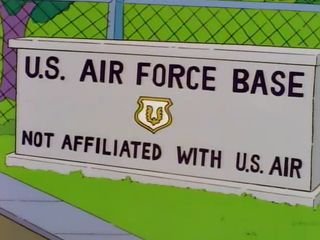 U.S. AIR FORCE BASE
NOT AFFILIATED WITH U.S. AIR